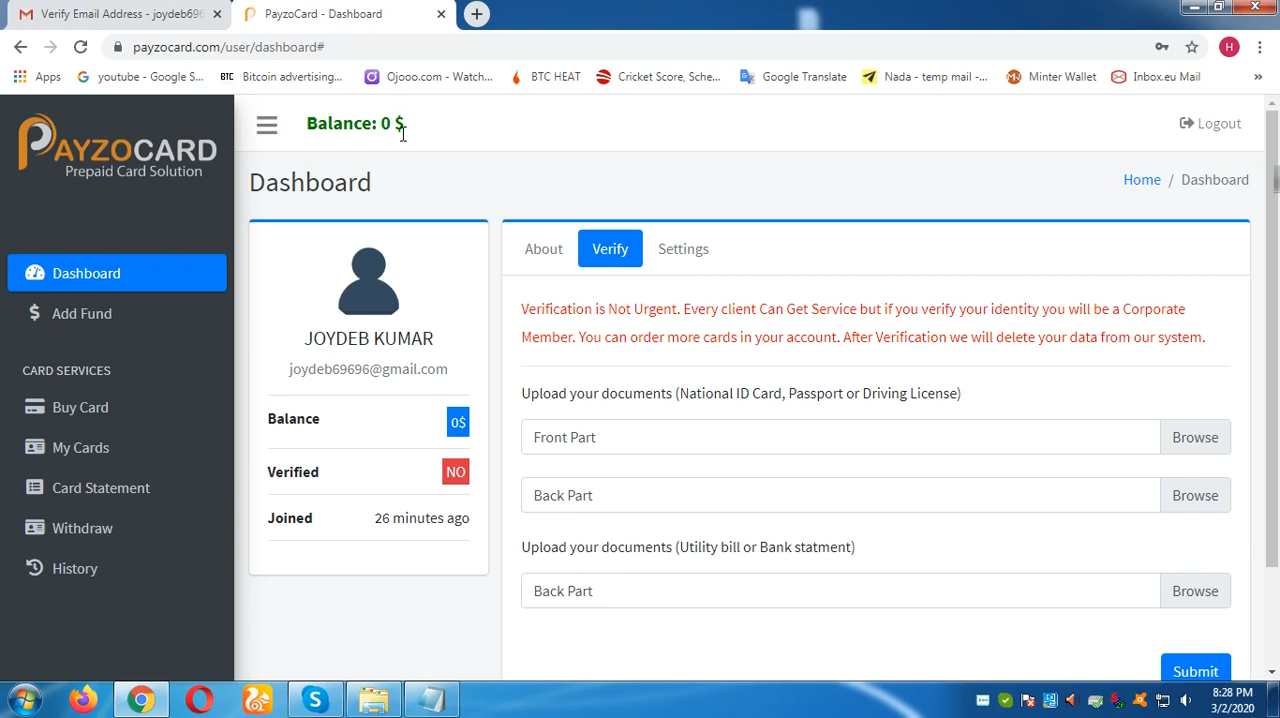 Verify Email Address - joydeb696
PayzoCard - Dashboard
payzocard.com/user/dashboard#
H
Apps
youtube - Google S...
BTC Bitcoin advertising...
Ojooo.com - Watch...
BTC HEAT
Cricket Score, Sche...
Google Translate
Nada - temp mail -...
Minter Wallet
Inbox.eu Mail
»
PAYZOCARD
Prepaid Card Solution
Balance: 0 $
Logout
Dashboard
Home / Dashboard
Dashboard
Add Fund
CARD SERVICES
Buy Card
My Cards
Card Statement
Withdraw
History
JOYDEB KUMAR
joydeb69696@gmail.com
Balance 0$
Verified NO
Joined 26 minutes ago
About Verify Settings
Verification is Not Urgent. Every client Can Get Service but if you verify your identity you will be a Corporate
Member. You can order more cards in your account. After Verification we will delete your data from our system.
Upload your documents (National ID Card, Passport or Driving License)
Front Part Browse
Back Part Browse
Upload your documents (Utility bill or Bank statment)
Back Part Browse
Submit
8:28 PM
3/2/2020